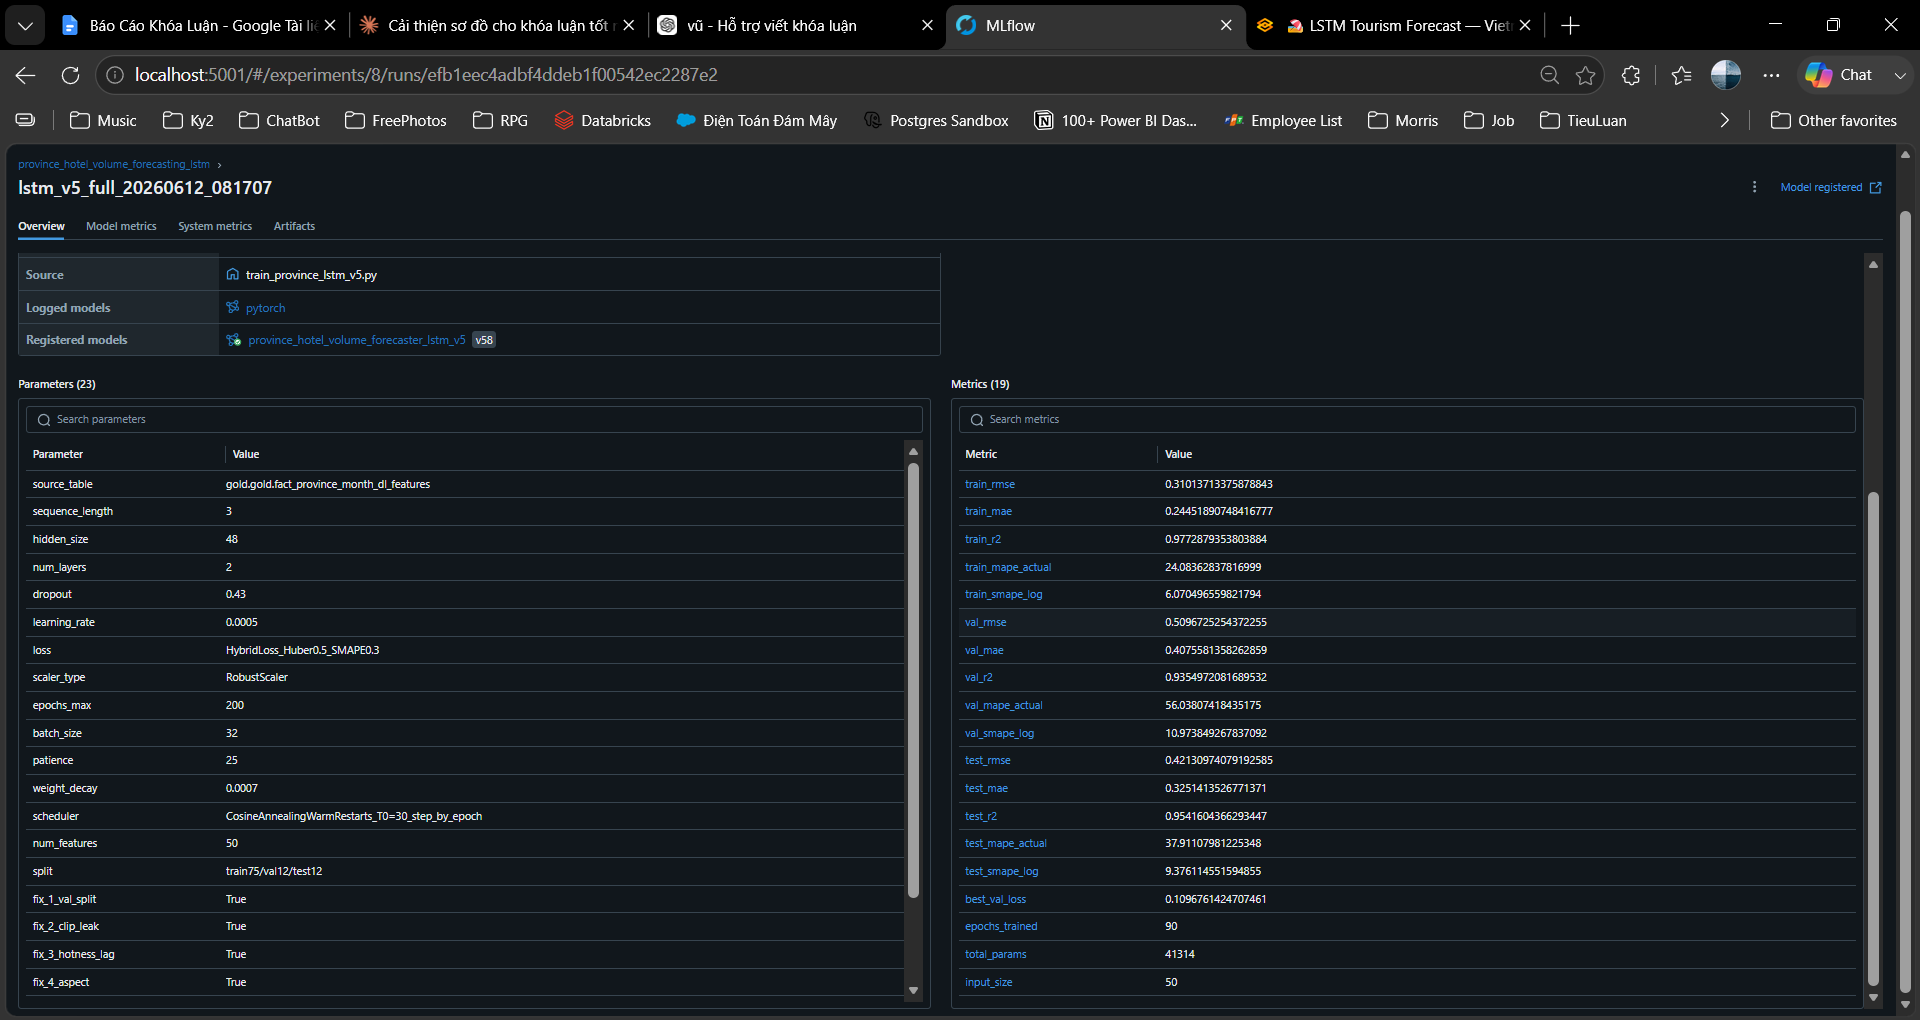 Báo Cáo Khóa Luận - Google Tài liệ
Cải thiện sơ đồ cho khóa luận tốt n
vũ - Hỗ trợ viết khóa luận
MLflow
LSTM Tourism Forecast — Viet
localhost:5001/#/experiments/8/runs/efb1eec4adbf4ddeb1f00542ec2287e2
Chat
Music
Ky2
ChatBot
FreePhotos
RPG
Databricks
Điện Toán Đám Mây
Postgres Sandbox
100+ Power BI Das...
Employee List
Morris
Job
TieuLuan
Other favorites
province_hotel_volume_forecasting_lstm
lstm_v5_full_20260612_081707
Model registered
Overview Model metrics System metrics Artifacts
Source train_province_lstm_v5.py
Logged models pytorch
Registered models province_hotel_volume_forecaster_lstm_v5 v58
Parameters (23)
Search parameters
Parameter Value
source_table gold.gold.fact_province_month_dl_features
sequence_length 3
hidden_size 48
num_layers 2
dropout 0.43
learning_rate 0.0005
loss HybridLoss_Huber0.5_SMAPE0.3
scaler_type RobustScaler
epochs_max 200
batch_size 32
patience 25
weight_decay 0.0007
scheduler CosineAnnealingWarmRestarts_T0=30_step_by_epoch
num_features 50
split train75/val12/test12
fix_1_val_split True
fix_2_clip_leak True
fix_3_hotness_lag True
fix_4_aspect True
Metrics (19)
Search metrics
Metric Value
train_rmse 0.31013713375878843
train_mae 0.24451890748416777
train_r2 0.9772879353803884
train_mape_actual 24.08362837816999
train_smape_log 6.070496559821794
val_rmse 0.5096725254372255
val_mae 0.4075581358262859
val_r2 0.9354972081689532
val_mape_actual 56.03807418435175
val_smape_log 10.973849267837092
test_rmse 0.42130974079192585
test_mae 0.3251413526771371
test_r2 0.9541604366293447
test_mape_actual 37.91107981225348
test_smape_log 9.376114551594855
best_val_loss 0.1096761424707461
epochs_trained 90
total_params 41314
input_size 50